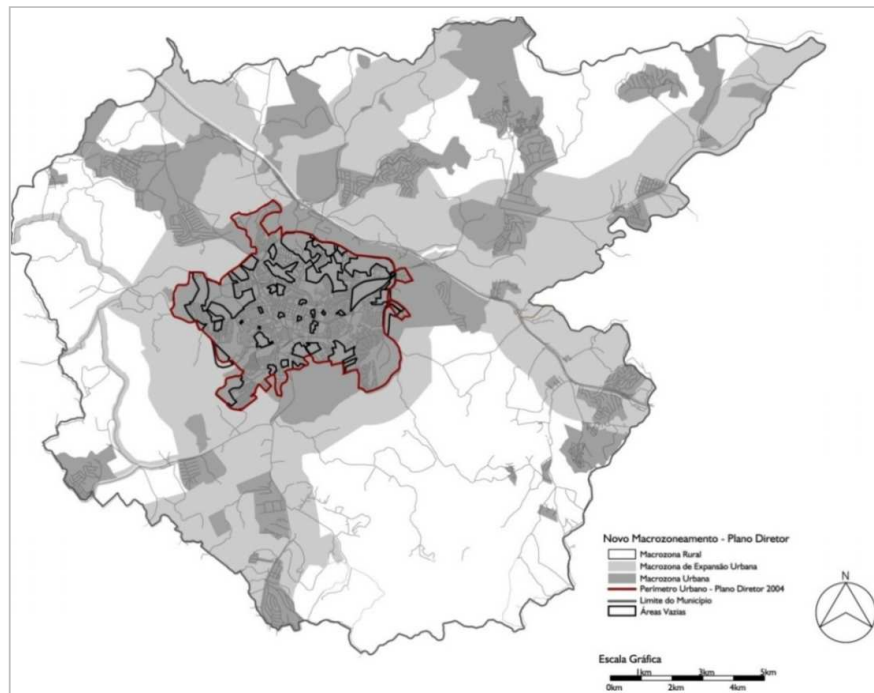 Novo Macrozoneamento - Plano Diretor
Macrozona Rural
Macrozona de Expansão Urbana
Macrozona Urbana
Perímetro Urbano - Plano Diretor 2004
Limite do Município
Áreas Vazias
N
Escala Gráfica
1km 3km 5km
0km 2km 4km